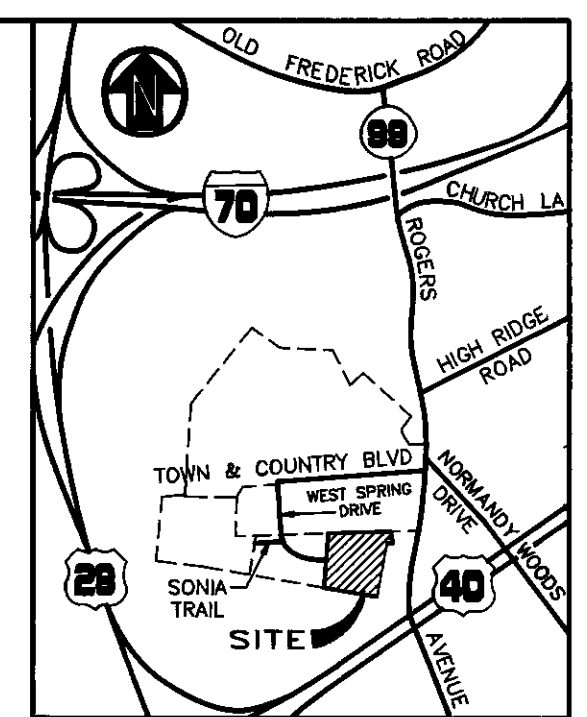 OLD FREDERICK ROAD
N
99
70
CHURCH LA
ROGERS
HIGH RIDGE
ROAD
TOWN & COUNTRY BLVD
WEST SPRING
DRIVE
NORMANDY WOODS
DRIVE
29
SONIA
TRAIL
40
SITE
AVENUE